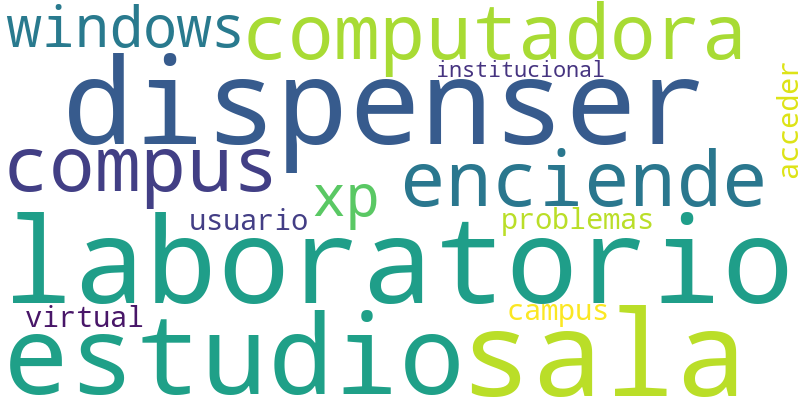 windows computadora
institucional
dispenser
acceder
compus enciende
xp
usuario problemas
laboratorio
virtual campus
estudio sala